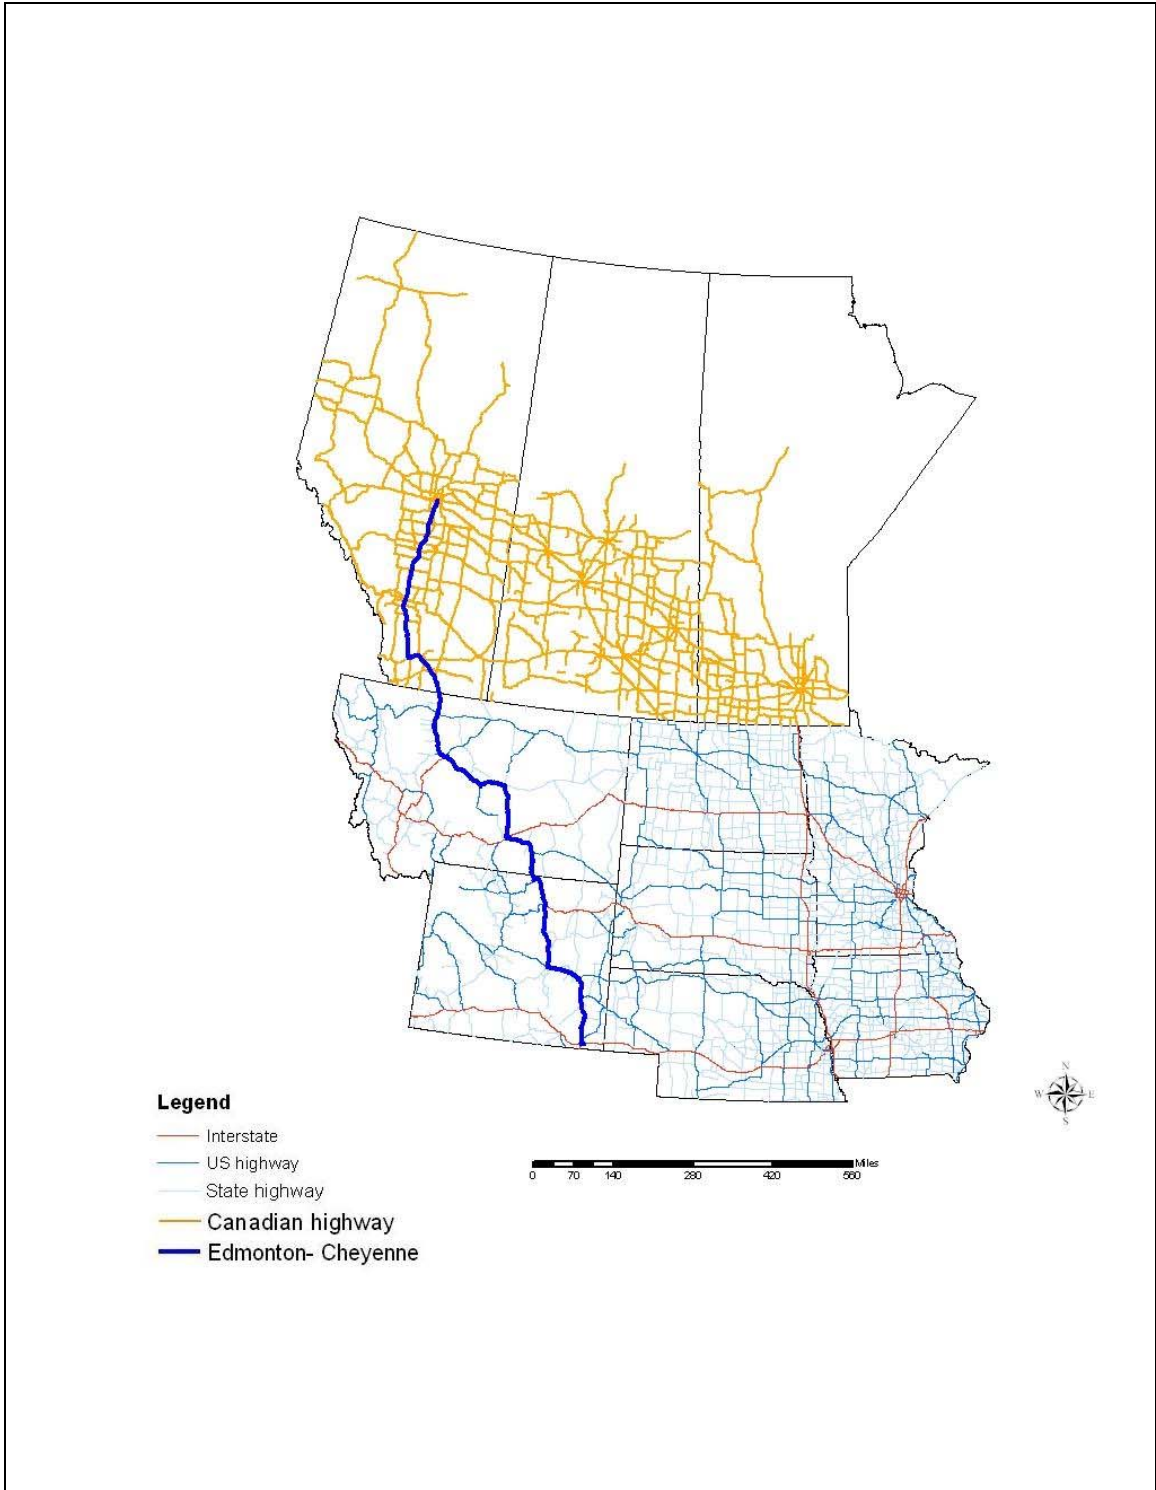 N
W E
S
Legend
Interstate
US highway
State highway
Canadian highway
Edmonton- Cheyenne
Miles
0 70 140 280 420 560